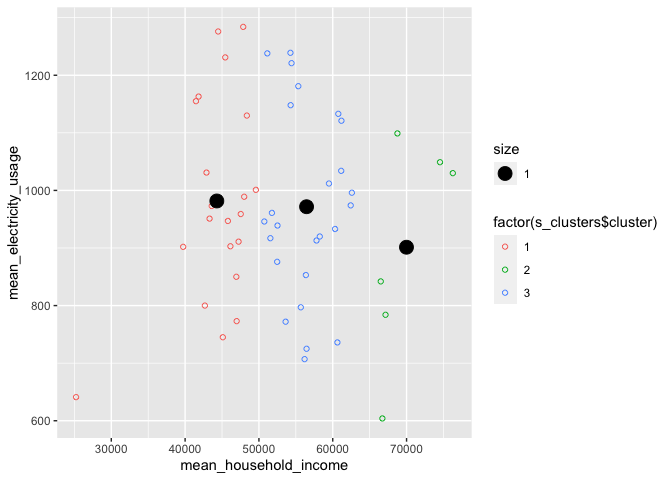 1200
1000
800
600
mean_electricity_usage
30000 40000 50000 60000 70000
mean_household_income
size
1
factor(s_clusters$cluster)
1
2
3